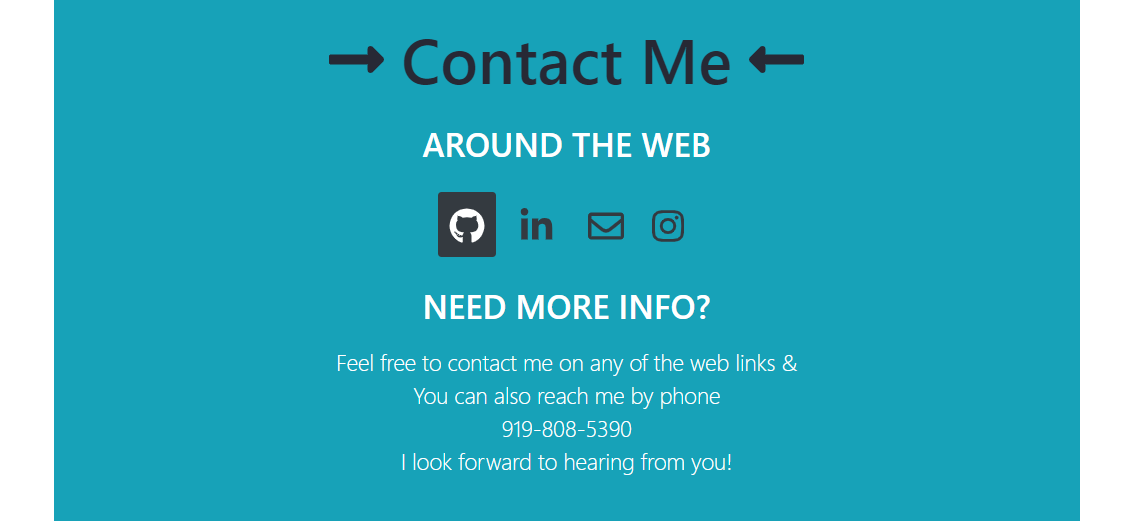 Contact Me
AROUND THE WEB
in
NEED MORE INFO?
Feel free to contact me on any of the web links &
You can also reach me by phone
919-808-5390
I look forward to hearing from you!